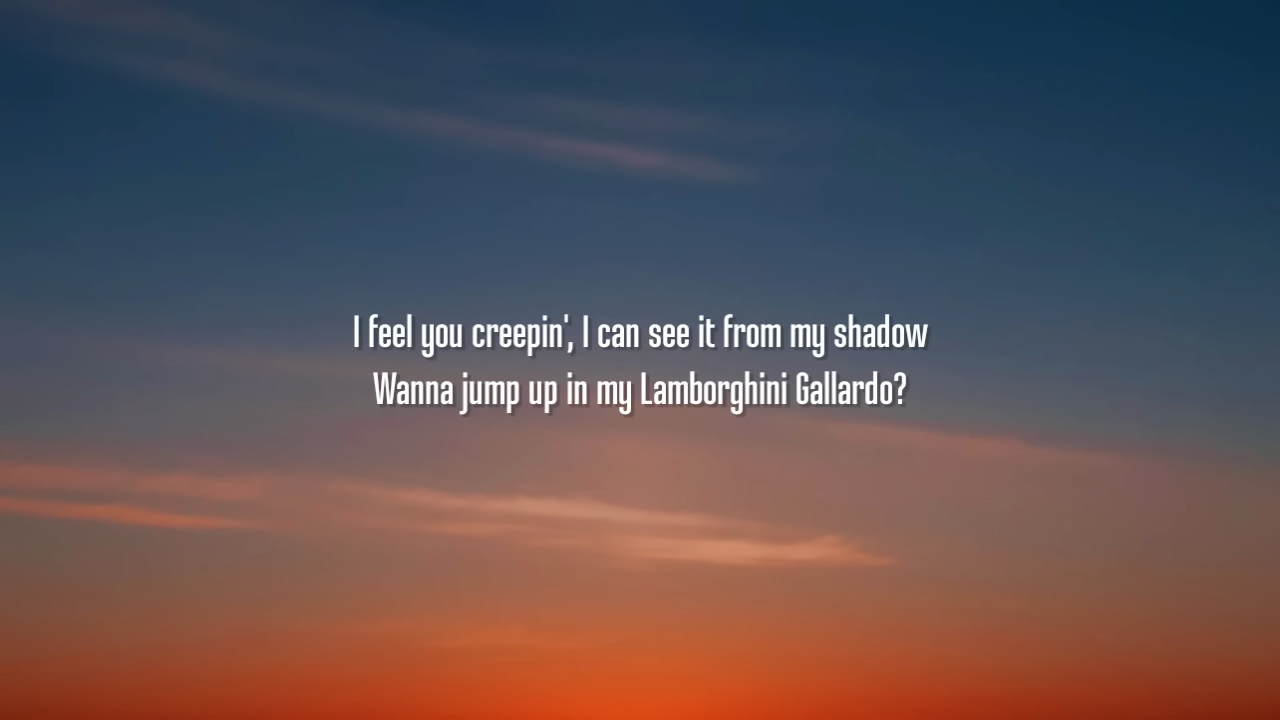 I feel you creepin', I can see it from my shadow
Wanna jump up in my Lamborghini Gallardo?